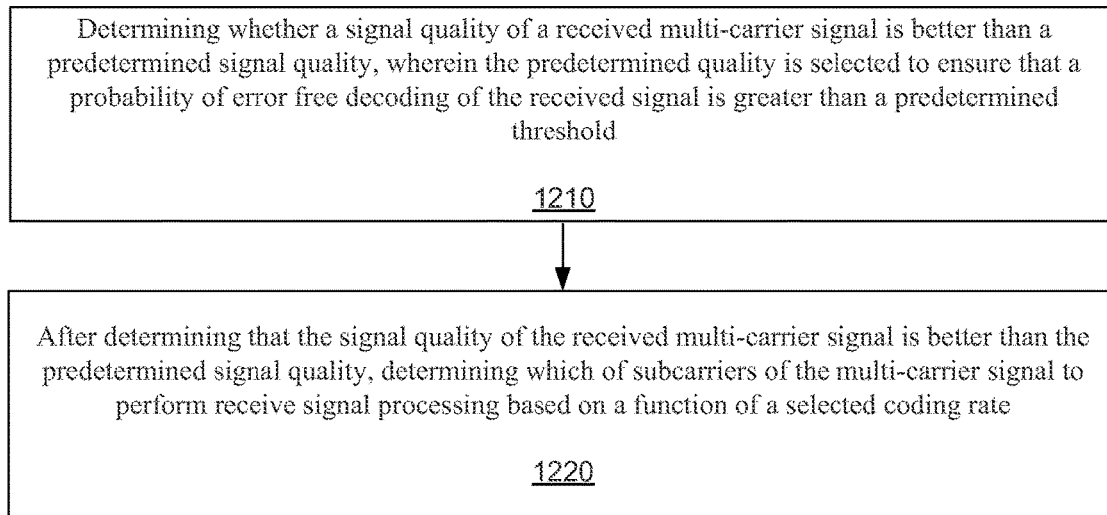 Determining whether a signal quality of a received multi-carrier signal is better than a
predetermined signal quality, wherein the predetermined quality is selected to ensure that a
probability of error free decoding of the received signal is greater than a predetermined
threshold
1210
After determining that the signal quality of the received multi-carrier signal is better than the
predetermined signal quality, determining which of subcarriers of the multi-carrier signal to
perform receive signal processing based on a function of a selected coding rate
1220